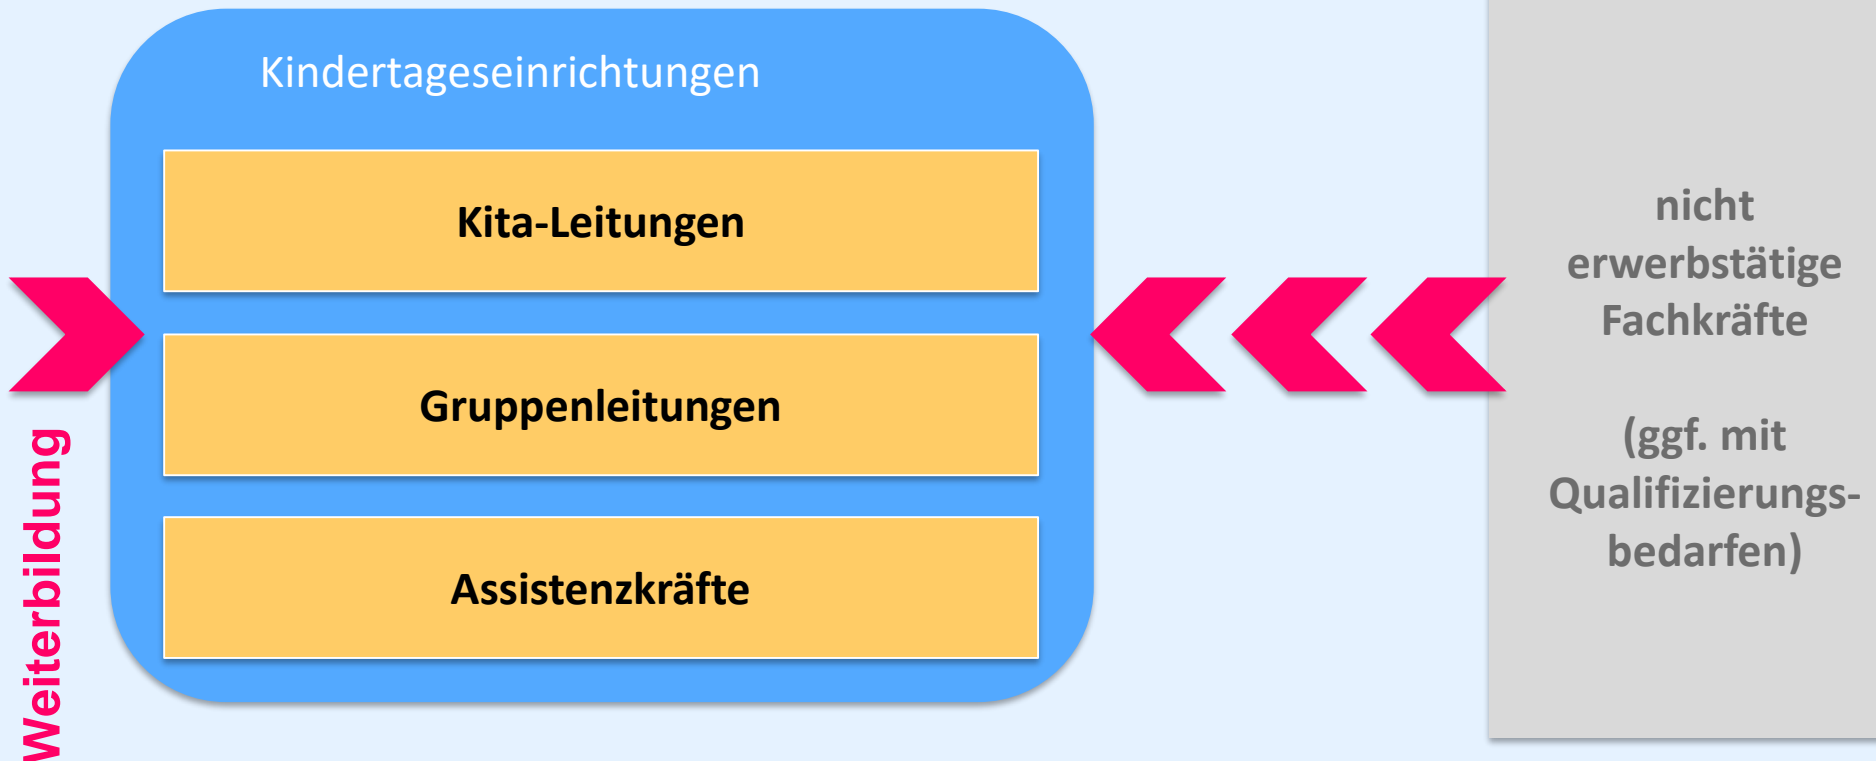 Kindertageseinrichtungen
Kita-Leitungen
Gruppenleitungen
Assistenzkräfte
Weiterbildung
nicht
erwerbstätige
Fachkräfte
(ggf. mit
Qualifizierungs-
bedarfen)